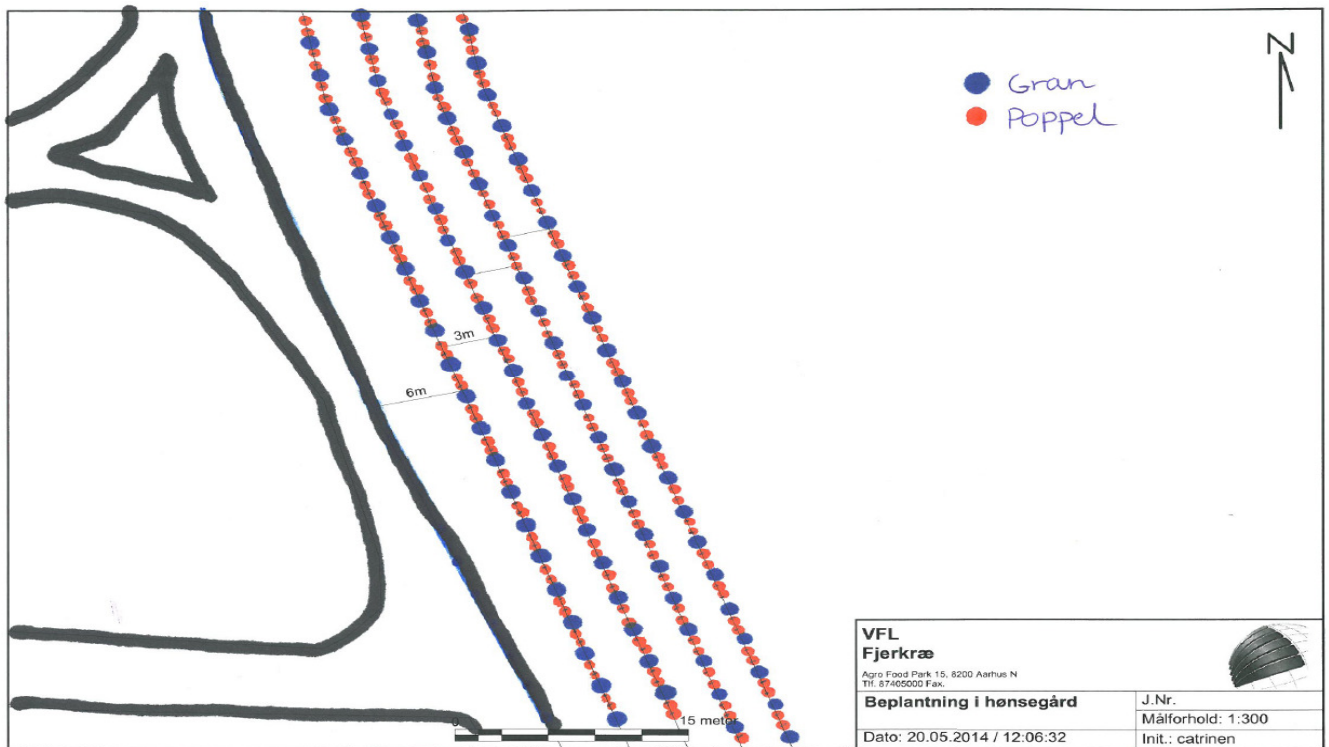 N
Gran
Poppel
3m
6m
0 15 meter
VFL
Fjerkræ
Agro Food Park 15, 8200 Aarhus N
Tlf. 87405000 Fax.
Beplantning i hønsegård
J.Nr.
Målforhold: 1:300
Dato: 20.05.2014 / 12:06:32
Init.: catrinen